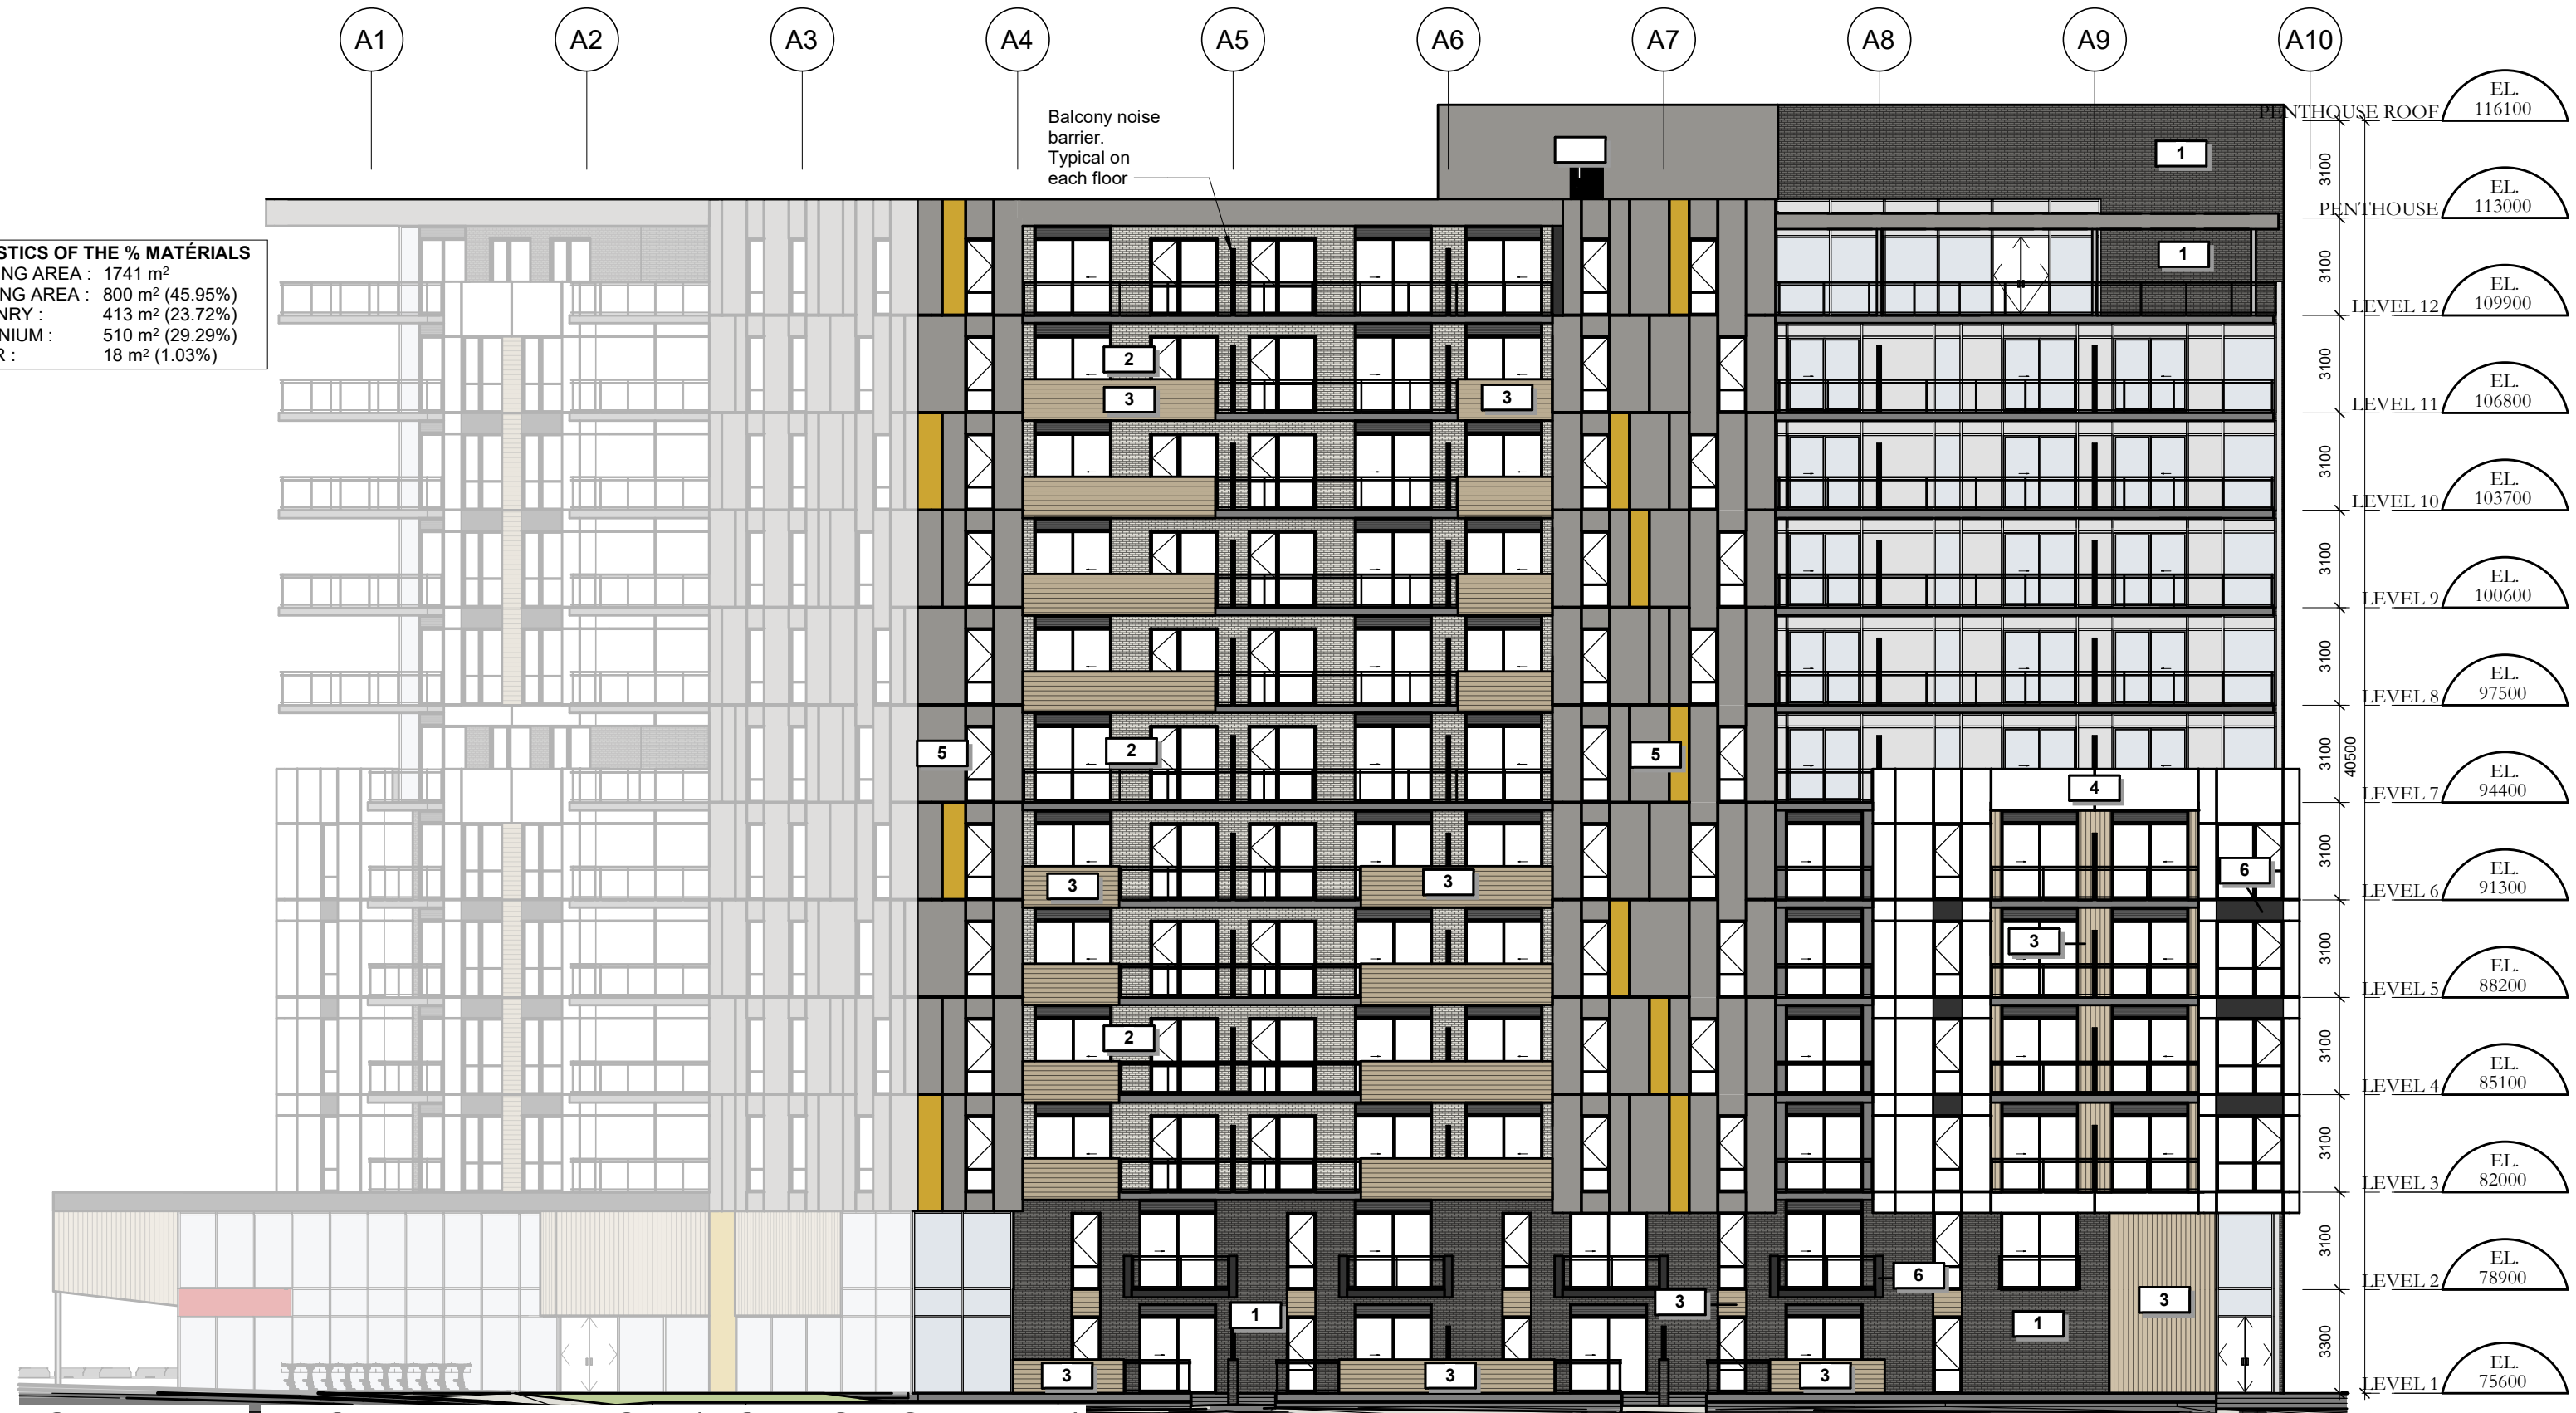 A1 A2 A3 A4 A5 A6 A7 A8 A9 A10
Balcony noise
barrier.
Typical on
each floor
STICS OF THE % MATÉRIALS
NG AREA : 1741 m²
NG AREA : 800 m² (45.95%)
NRY : 413 m² (23.72%)
NIUM : 510 m² (29.29%)
R : 18 m² (1.03%)
PENTHOUSE ROOF EL. 116100
1
3100
PENTHOUSE EL. 113000
1
3100
LEVEL 12 EL. 109900
2
3 3
3100
LEVEL 11 EL. 106800
3100
LEVEL 10 EL. 103700
3100
LEVEL 9 EL. 100600
3100
LEVEL 8 EL. 97500
5 2 5
4
3100
40500
LEVEL 7 EL. 94400
3 3
6
3100
LEVEL 6 EL. 91300
3
3100
LEVEL 5 EL. 88200
2
3100
LEVEL 4 EL. 85100
3100
LEVEL 3 EL. 82000
3100
6
LEVEL 2 EL. 78900
1 3 1 3
3300
3 3 3
LEVEL 1 EL. 75600